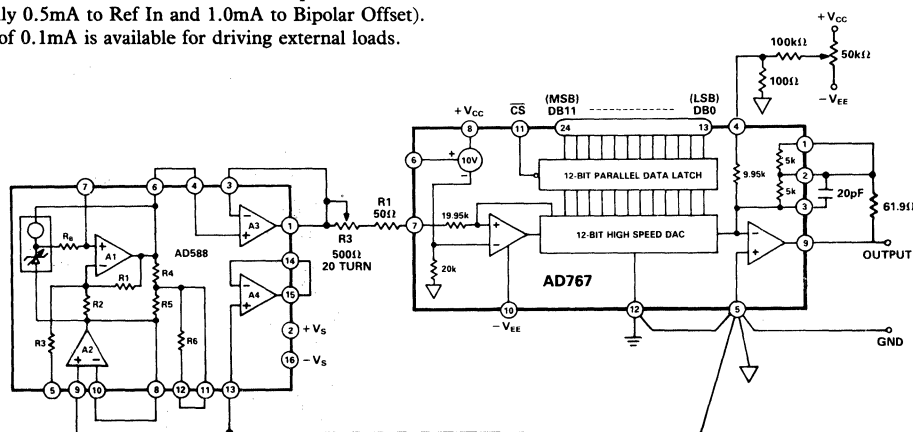 ly 0.5mA to Ref In and 1.0mA to Bipolar Offset).
of 0.1mA is available for driving external loads.
+VCC
100kΩ
50kΩ
100Ω
-VEE
+VCC
CS
(MSB)
DB11
(LSB)
DB0
8
11
24
13
4
6
+
10V
-
12-BIT PARALLEL DATA LATCH
9.95k
5k
1
2
5k
3
20pF
61.9Ω
7
6
4
3
R1
50Ω
7
19.95k
12-BIT HIGH SPEED DAC
Ra
+
A1
-
AD588
-
A3
+
1
R3
500Ω
20 TURN
+
-
-
+
9
OUTPUT
R4
R1
14
20k
AD767
R2
R5
-
A4
+
15
10
-VEE
12
5
R3
A2
+
-
R6
2
+VS
16
-VS
GND
5
9
10
8
12
11
13